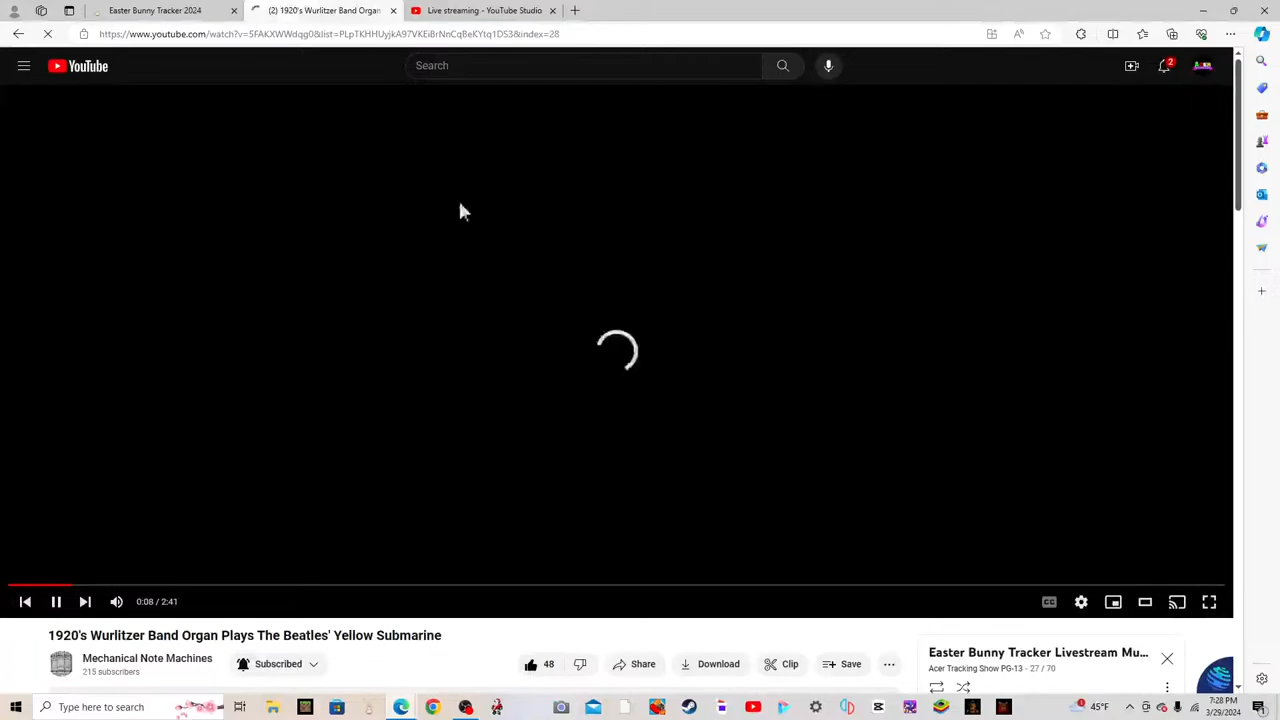 Easter Bunny Tracker 2024
(2) 1920's Wurlitzer Band Organ
Live streaming - YouTube Studio
https://www.youtube.com/watch?v=SFAKXWWdqg0&list=PLpTKHHUyjkA97VKEiBrNnCqBeKYtq1DS3&index=28
YouTube
Search
2
0:08 / 2:41
CC
1920's Wurlitzer Band Organ Plays The Beatles' Yellow Submarine
Mechanical Note Machines
215 subscribers
Subscribed
48
Share
Download
Clip
Save
Easter Bunny Tracker Livestream Mu...
Acer Tracking Show PG-13 - 27 / 70
Type here to search
45°F
7:28 PM
3/29/2024